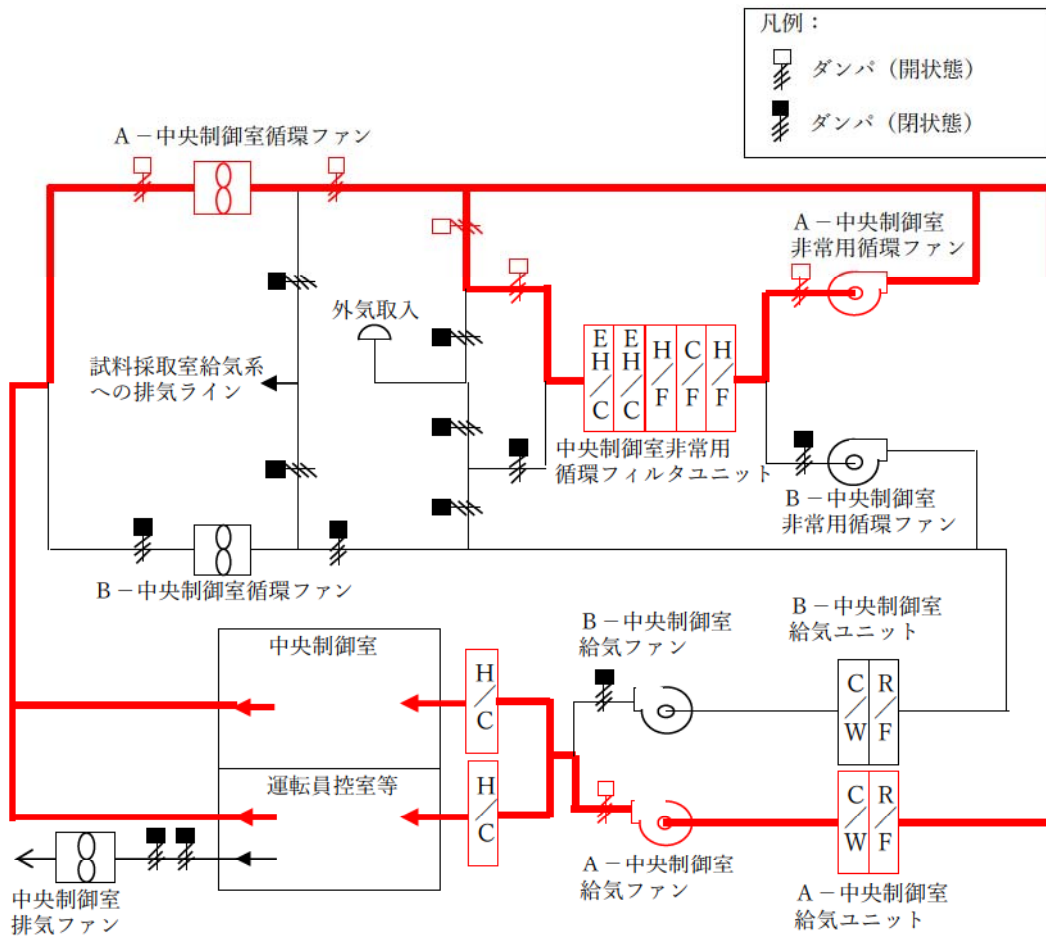 凡例:
ダンパ(開状態)
ダンパ(閉状態)
A-中央制御室循環ファン
A-中央制御室
非常用循環ファン
外気取入
試料採取室給気系
への排気ライン
EH/C
EH/C
H/F
C/F
H/F
中央制御室非常用
循環フィルタユニット
B-中央制御室
非常用循環ファン
B-中央制御室循環ファン
B-中央制御室
給気ファン
B-中央制御室
給気ユニット
中央制御室
H/C
C/W
R/F
運転員控室等
H/C
C/W
R/F
A-中央制御室
給気ファン
中央制御室
排気ファン
A-中央制御室
給気ユニット